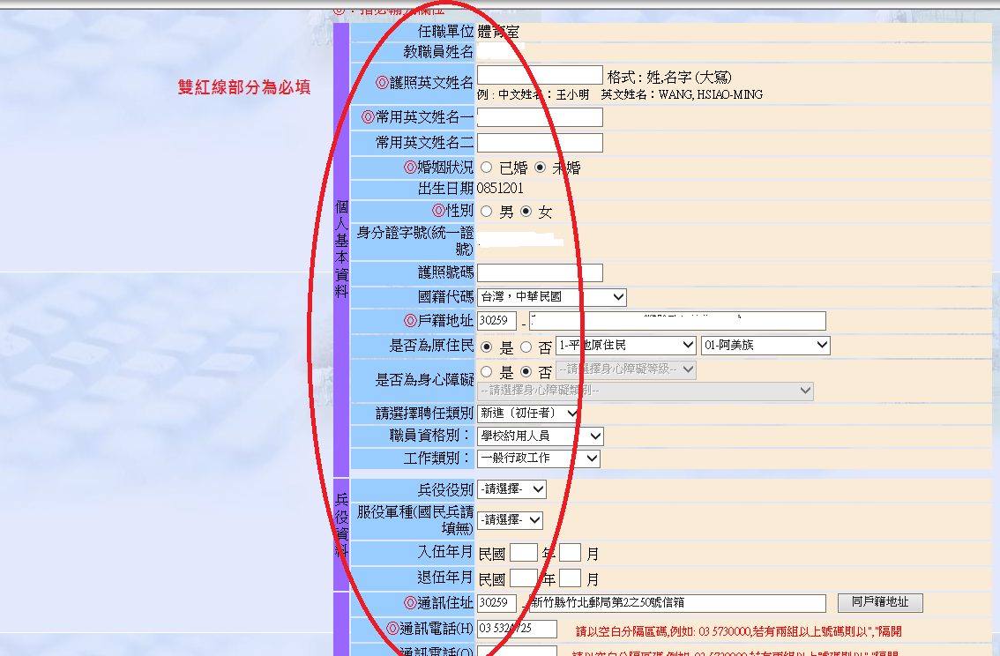 ◎：指必輸入欄位
任職單位 體育室
教職員姓名
雙紅線部分為必填
◎護照英文姓名 格式 : 姓,名字 (大寫)
例 : 中文姓名：王小明 英文姓名：WANG, HSIAO-MING
◎常用英文姓名一
常用英文姓名二
◎婚姻狀況 已婚 未婚
出生日期 0851201
◎性別 男 女
個人基本資料
身分證字號(統一證
號)
護照號碼
國籍代碼 台灣，中華民國
◎戶籍地址 30259 -
是否為原住民 是 否 1-平地原住民 01-阿美族
是否為身心障礙 是 否 --請選擇身心障礙等級--
--請選擇身心障礙類別--
請選擇聘任類別 新進（初任者）
職員資格別： 學校約用人員
工作類別： 一般行政工作
兵役資料
兵役役別 -請選擇-
服役軍種(國民兵請
填無) -請選擇-
入伍年月 民國 年 月
退伍年月 民國 年 月
◎通訊住址 30259 - 新竹縣竹北郵局第2之50號信箱 同戶籍地址
◎通訊電話(H) 03 5324725 請以空白分隔區碼,例如: 03 5730000,若有兩組以上號碼則以","隔開
通訊電話(O) 請以空白分隔區碼,例如: 03 5730000,若有兩組以上號碼則以","隔開